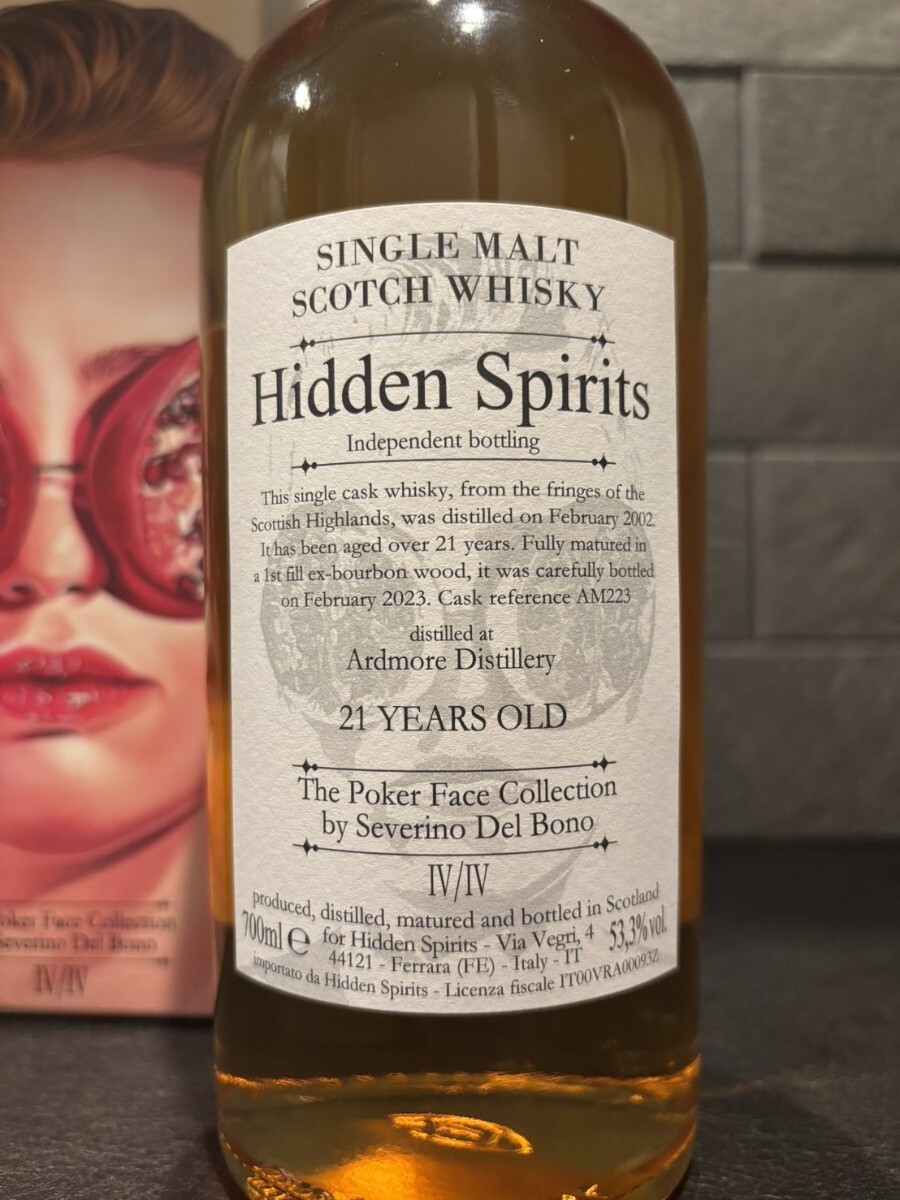 SINGLE MALT
SCOTCH WHISKY
Hidden Spirits
Independent bottling
This single cask whisky, from the fringes of the
Scottish Highlands, was distilled on February 2002.
It has been aged over 21 years. Fully matured in
a 1st fill ex-bourbon wood, it was carefully bottled
on February 2023. Cask reference AM223
distilled at
Ardmore Distillery
21 YEARS OLD
The Poker Face Collection
by Severino Del Bono
IV/IV
produced, distilled, matured and bottled in Scotland
700ml e for Hidden Spirits - Via Vegri, 4 53,3% vol.
44121 - Ferrara (FE) - Italy - IT
importato da Hidden Spirits - Licenza fiscale IT00VRA00093Z
Poker Face Collection
Severino Del Bono
IV/IV